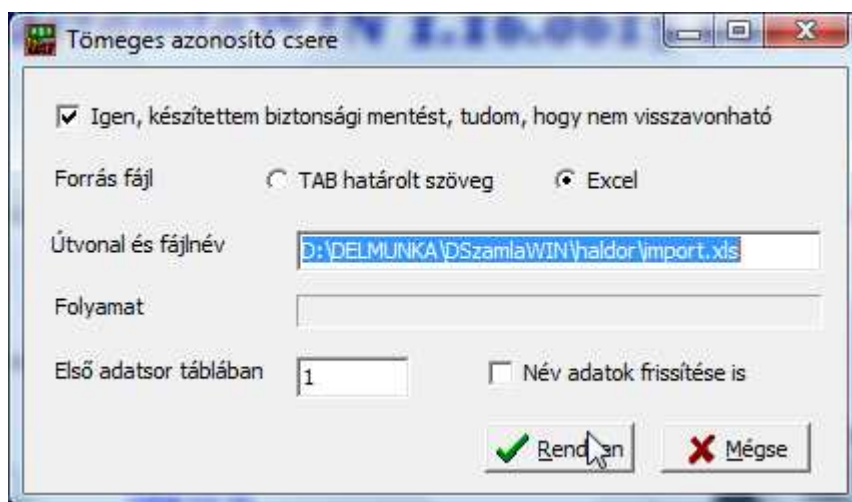 Tömeges azonosító csere
Igen, készítettem biztonsági mentést, tudom, hogy nem visszavonható
Forrás fájl TAB határolt szöveg Excel
Útvonal és fájlnév D:\DELMUNKA\DSzamlaWIN\haldor\import.xls
Folyamat
Első adatsor táblában 1 Név adatok frissítése is
Rendben Mégse